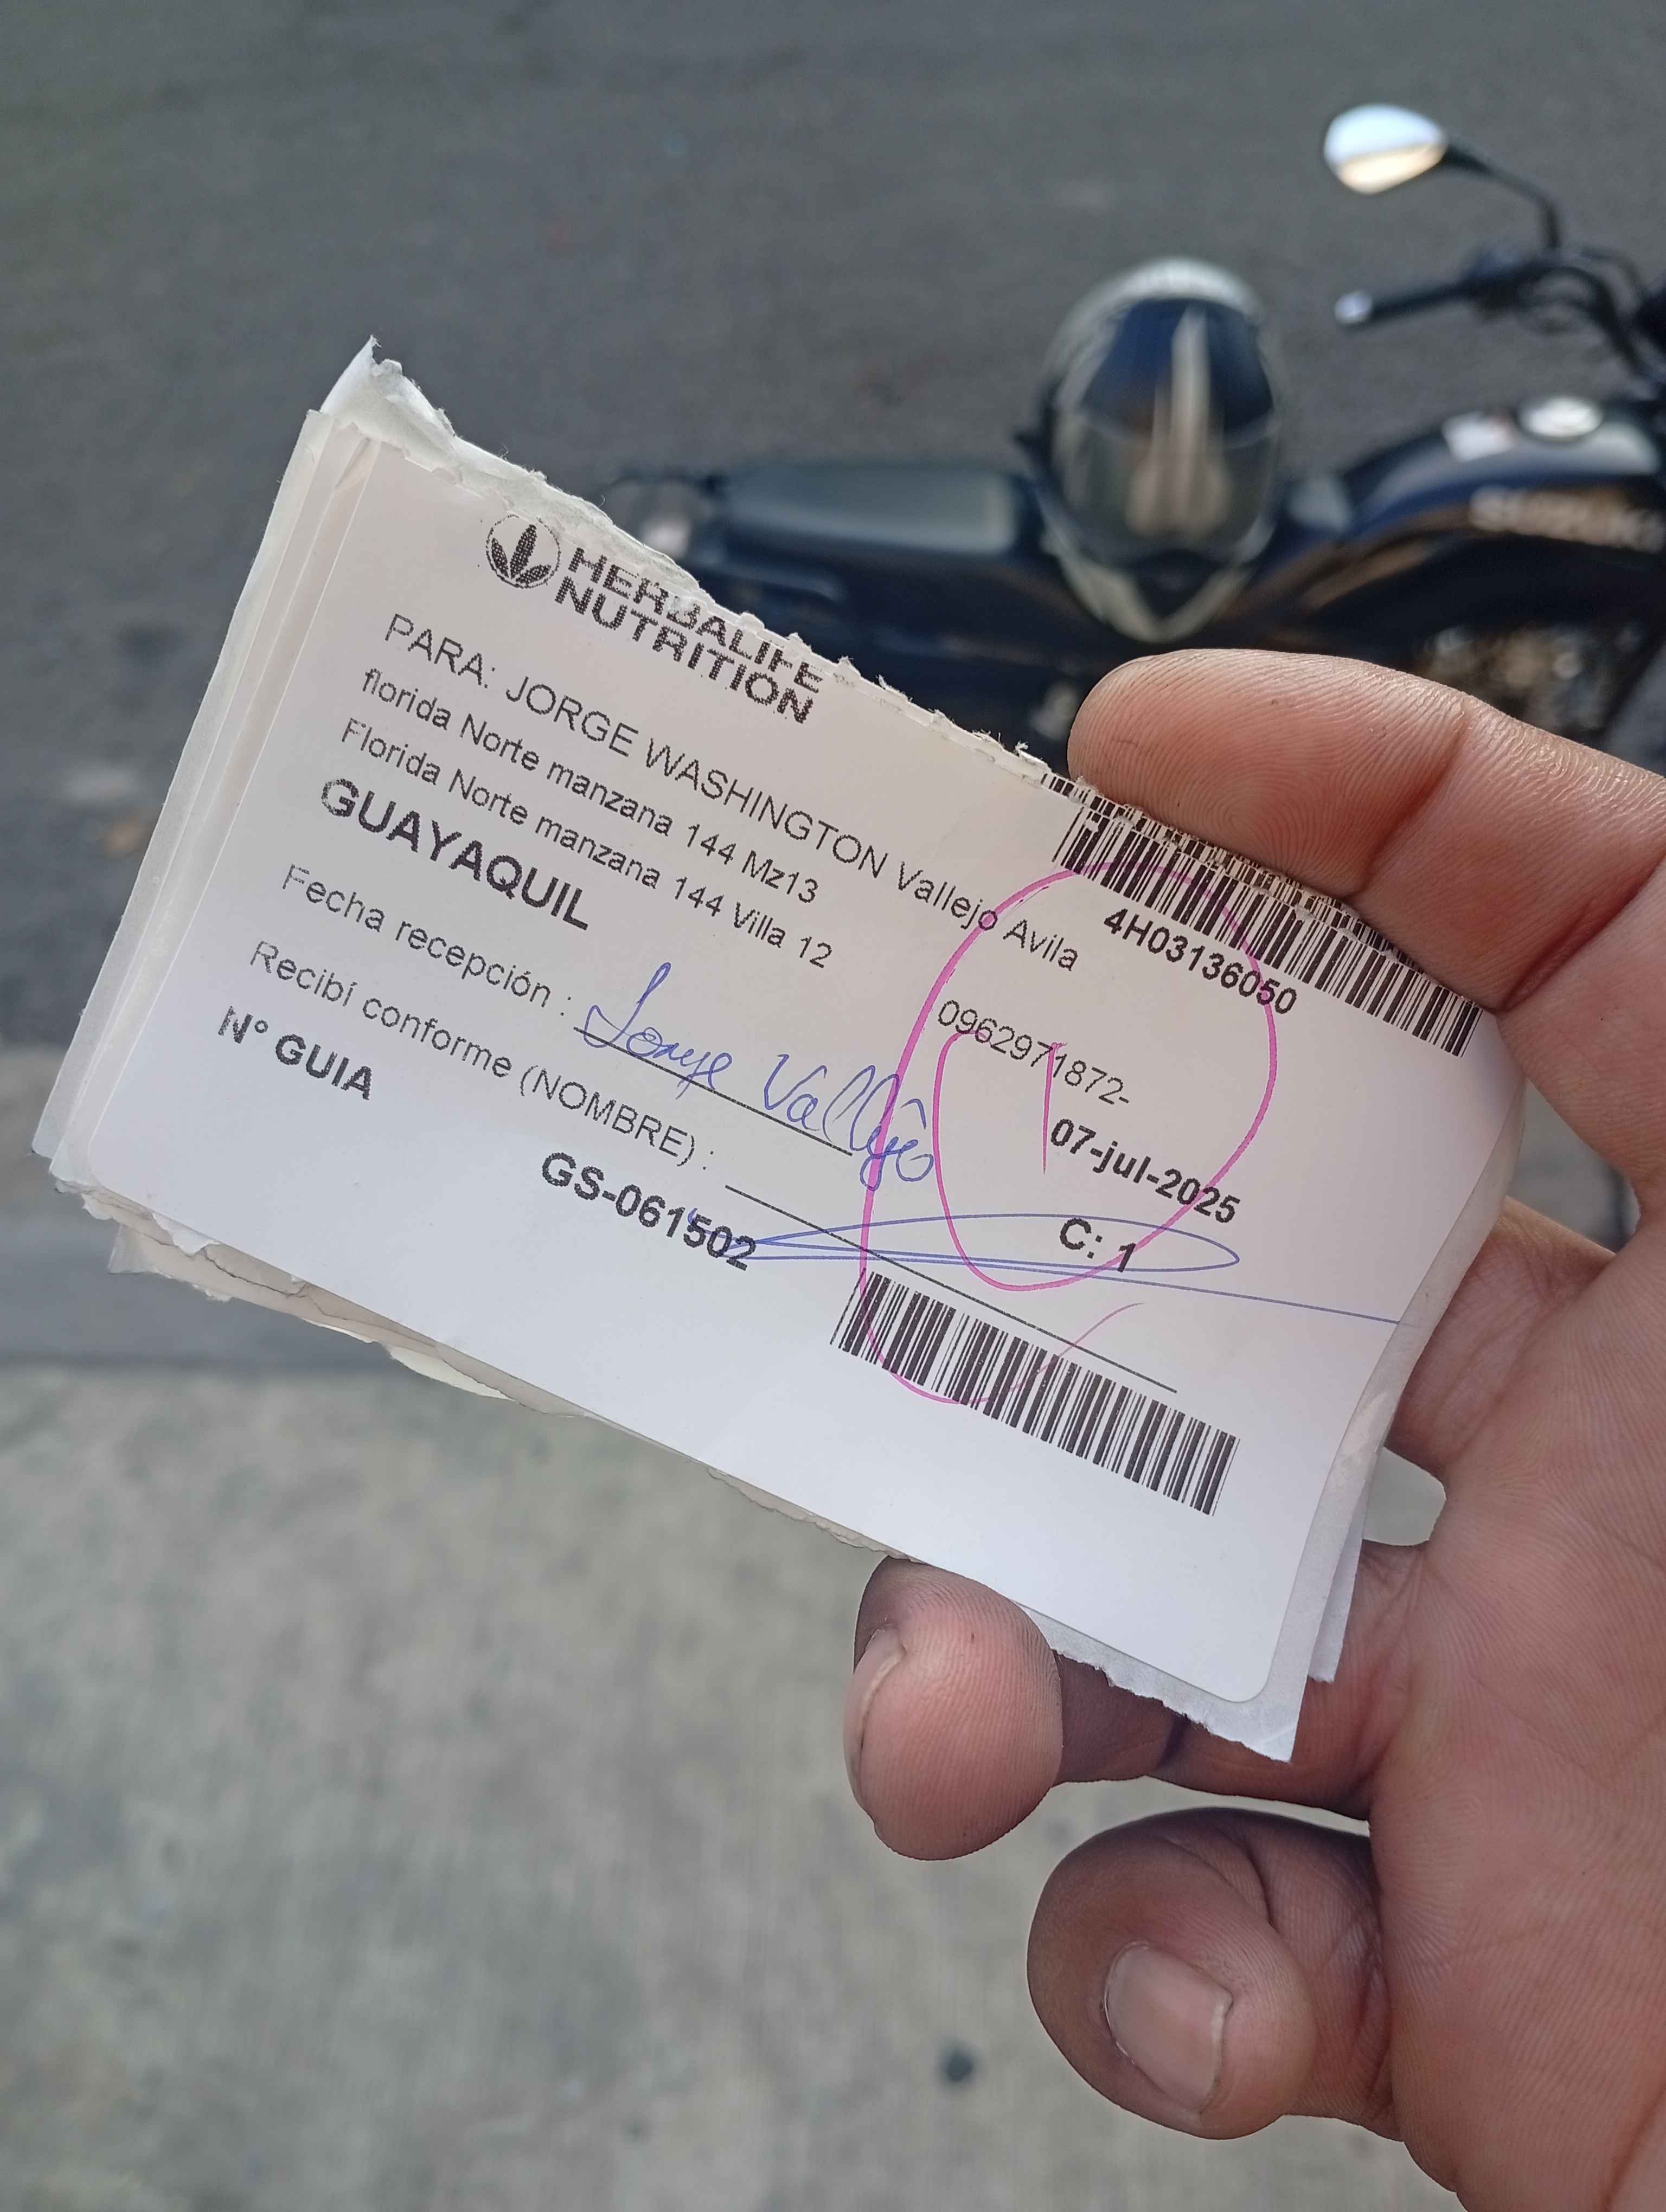 HERBALIFE
NUTRITION
PARA: JORGE WASHINGTON Vallejo Avila
florida Norte manzana 144 Mz13
Florida Norte manzana 144 Villa 12
GUAYAQUIL
4H03136050
0962971872-
07-jul-2025
C: 1
Fecha recepción : Jorge Vallejo
Recibí conforme (NOMBRE) :
N° GUIA
GS-061502
SUZUKI